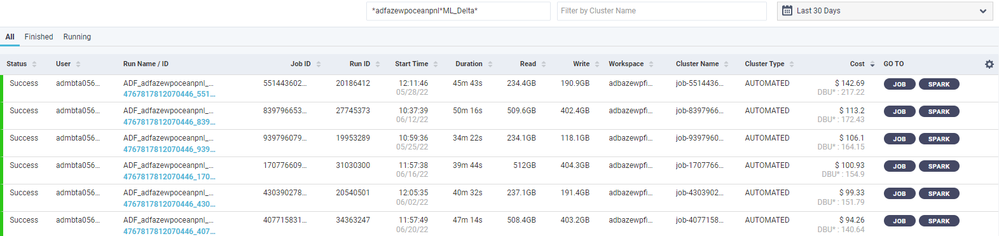 *adfazewpoceanpnl*ML_Delta* Filter by Cluster Name Last 30 Days
All Finished Running
Status User Run Name / ID Job ID Run ID Start Time Duration Read Write Workspace Cluster Name Cluster Type Cost GO TO
Success admbta056... ADF_adfazewpoceanpnl_... 551443602... 20186412 12:11:46 45m 43s 234.4GB 190.9GB adbazewpfi... job-5514436... AUTOMATED $ 142.69 JOB SPARK
4767817812070446_551... 05/28/22 DBU* : 217.22
Success admbta056... ADF_adfazewpoceanpnl_... 839796653... 27745373 10:37:39 50m 16s 509.6GB 402.4GB adbazewpfi... job-8397966... AUTOMATED $ 113.2 JOB SPARK
4767817812070446_839... 06/12/22 DBU* : 172.43
Success admbta056... ADF_adfazewpoceanpnl_... 939796079... 19953289 10:59:36 34m 22s 234.1GB 118.1GB adbazewpfi... job-9397960... AUTOMATED $ 106.1 JOB SPARK
4767817812070446_939... 05/25/22 DBU* : 164.15
Success admbta056... ADF_adfazewpoceanpnl_... 170776609... 31030300 11:57:38 39m 44s 512GB 404.3GB adbazewpfi... job-1707766... AUTOMATED $ 100.93 JOB SPARK
4767817812070446_170... 06/16/22 DBU* : 154.9
Success admbta056... ADF_adfazewpoceanpnl_... 430390278... 20540501 12:05:35 40m 32s 237.1GB 191.4GB adbazewpfi... job-4303902... AUTOMATED $ 99.33 JOB SPARK
4767817812070446_430... 06/02/22 DBU* : 151.79
Success admbta056... ADF_adfazewpoceanpnl_... 407715831... 34363247 11:57:49 47m 14s 508.4GB 403.2GB adbazewpfi... job-4077158... AUTOMATED $ 94.26 JOB SPARK
4767817812070446_407... 06/20/22 DBU* : 140.64